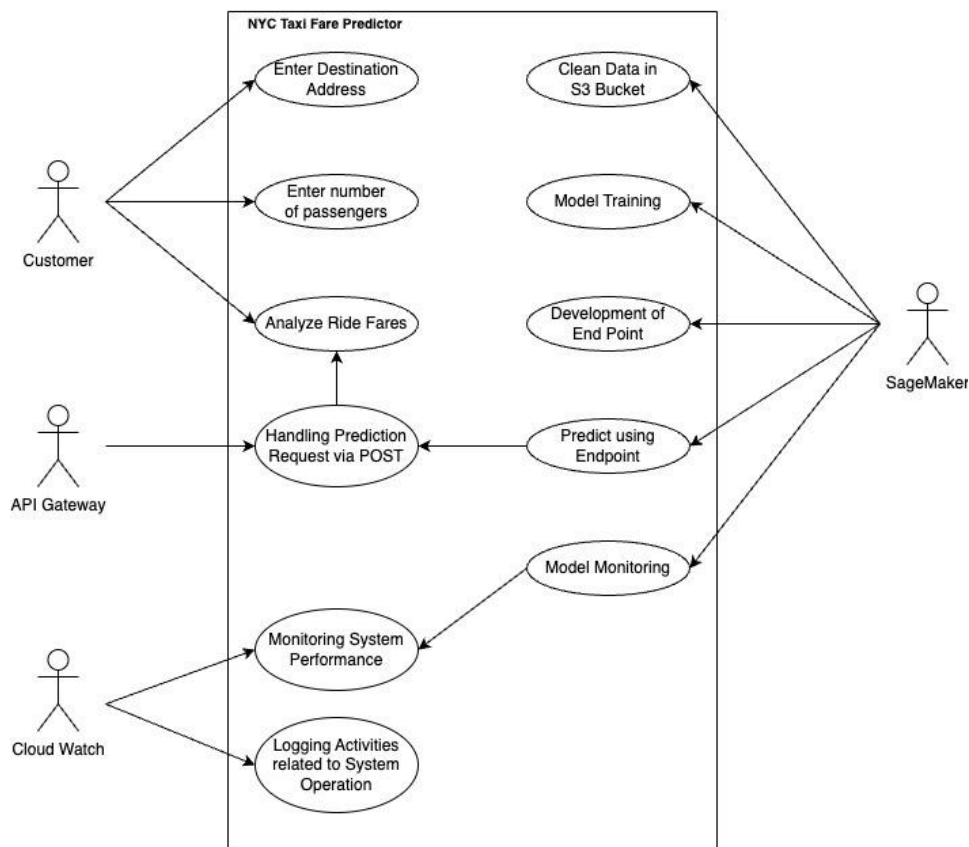 NYC Taxi Fare Predictor
Enter Destination
Address
Clean Data in
S3 Bucket
Enter number
of passengers
Model Training
Customer
Analyze Ride Fares
Development of
End Point
SageMaker
Handling Prediction
Request via POST
Predict using
Endpoint
API Gateway
Model Monitoring
Monitoring System
Performance
Cloud Watch
Logging Activities
related to System
Operation